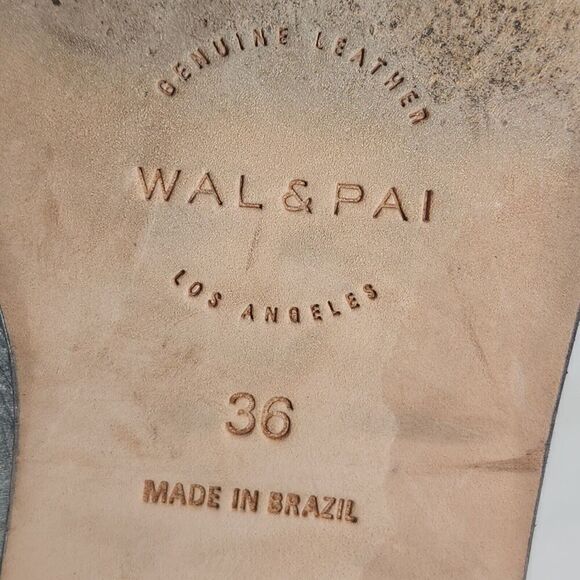 GENUINE LEATHER
WAL & PAI
LOS ANGELES
36
MADE IN BRAZIL